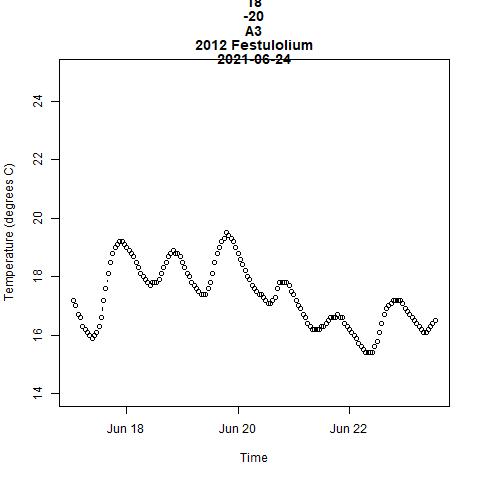 18
-20
A3
2012 Festulolium
2021-06-24
Temperature (degrees C)
24
22
20
18
16
14
Jun 18
Jun 20
Jun 22
Time